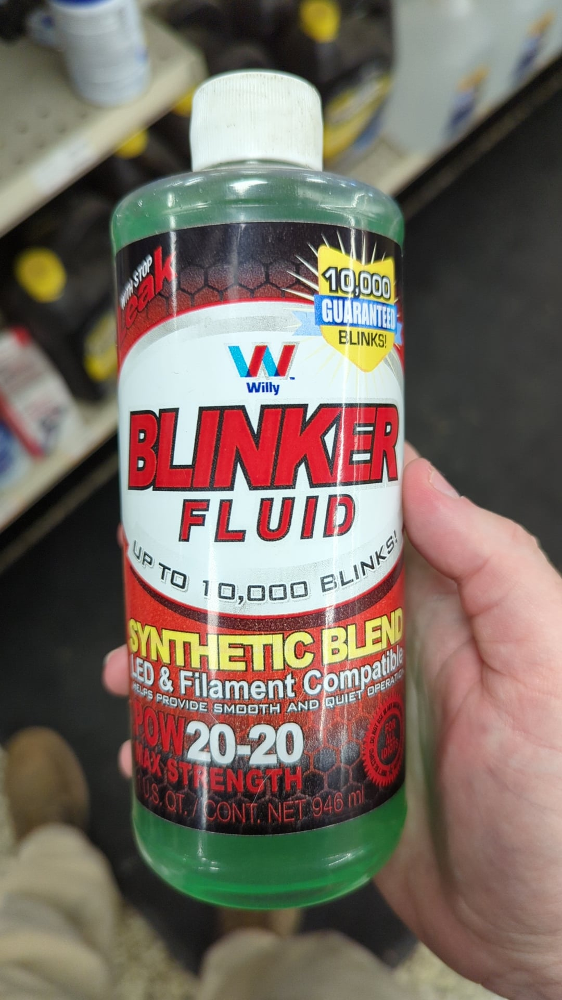 WITH STOP
Leak
10,000
GUARANTEED
BLINKS!
Willy
BLINKER
FLUID
UP TO 10,000 BLINKS!
SYNTHETIC BLEND
LED & Filament Compatible
HELPS PROVIDE SMOOTH AND QUIET OPERATION
POW 20-20
MAX STRENGTH
U.S. QT. / CONT. NET 946 ml
FOR
ALL
IDIOTS